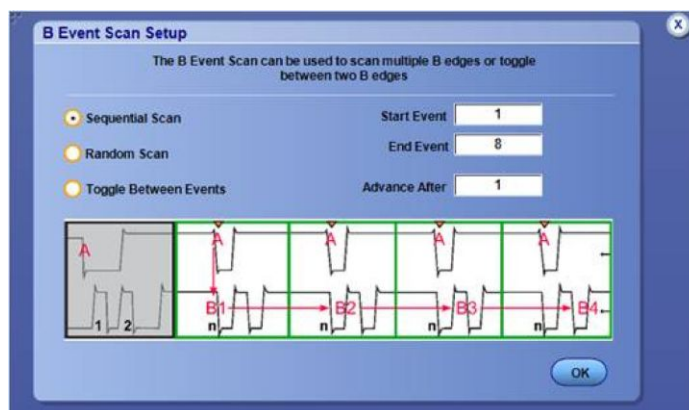 B Event Scan Setup
X
The B Event Scan can be used to scan multiple B edges or toggle
between two B edges
Sequential Scan
Start Event 1
Random Scan
End Event 8
Toggle Between Events
Advance After 1
A A A A A
B1 B2 B3 B4
1 2 n n n n
OK